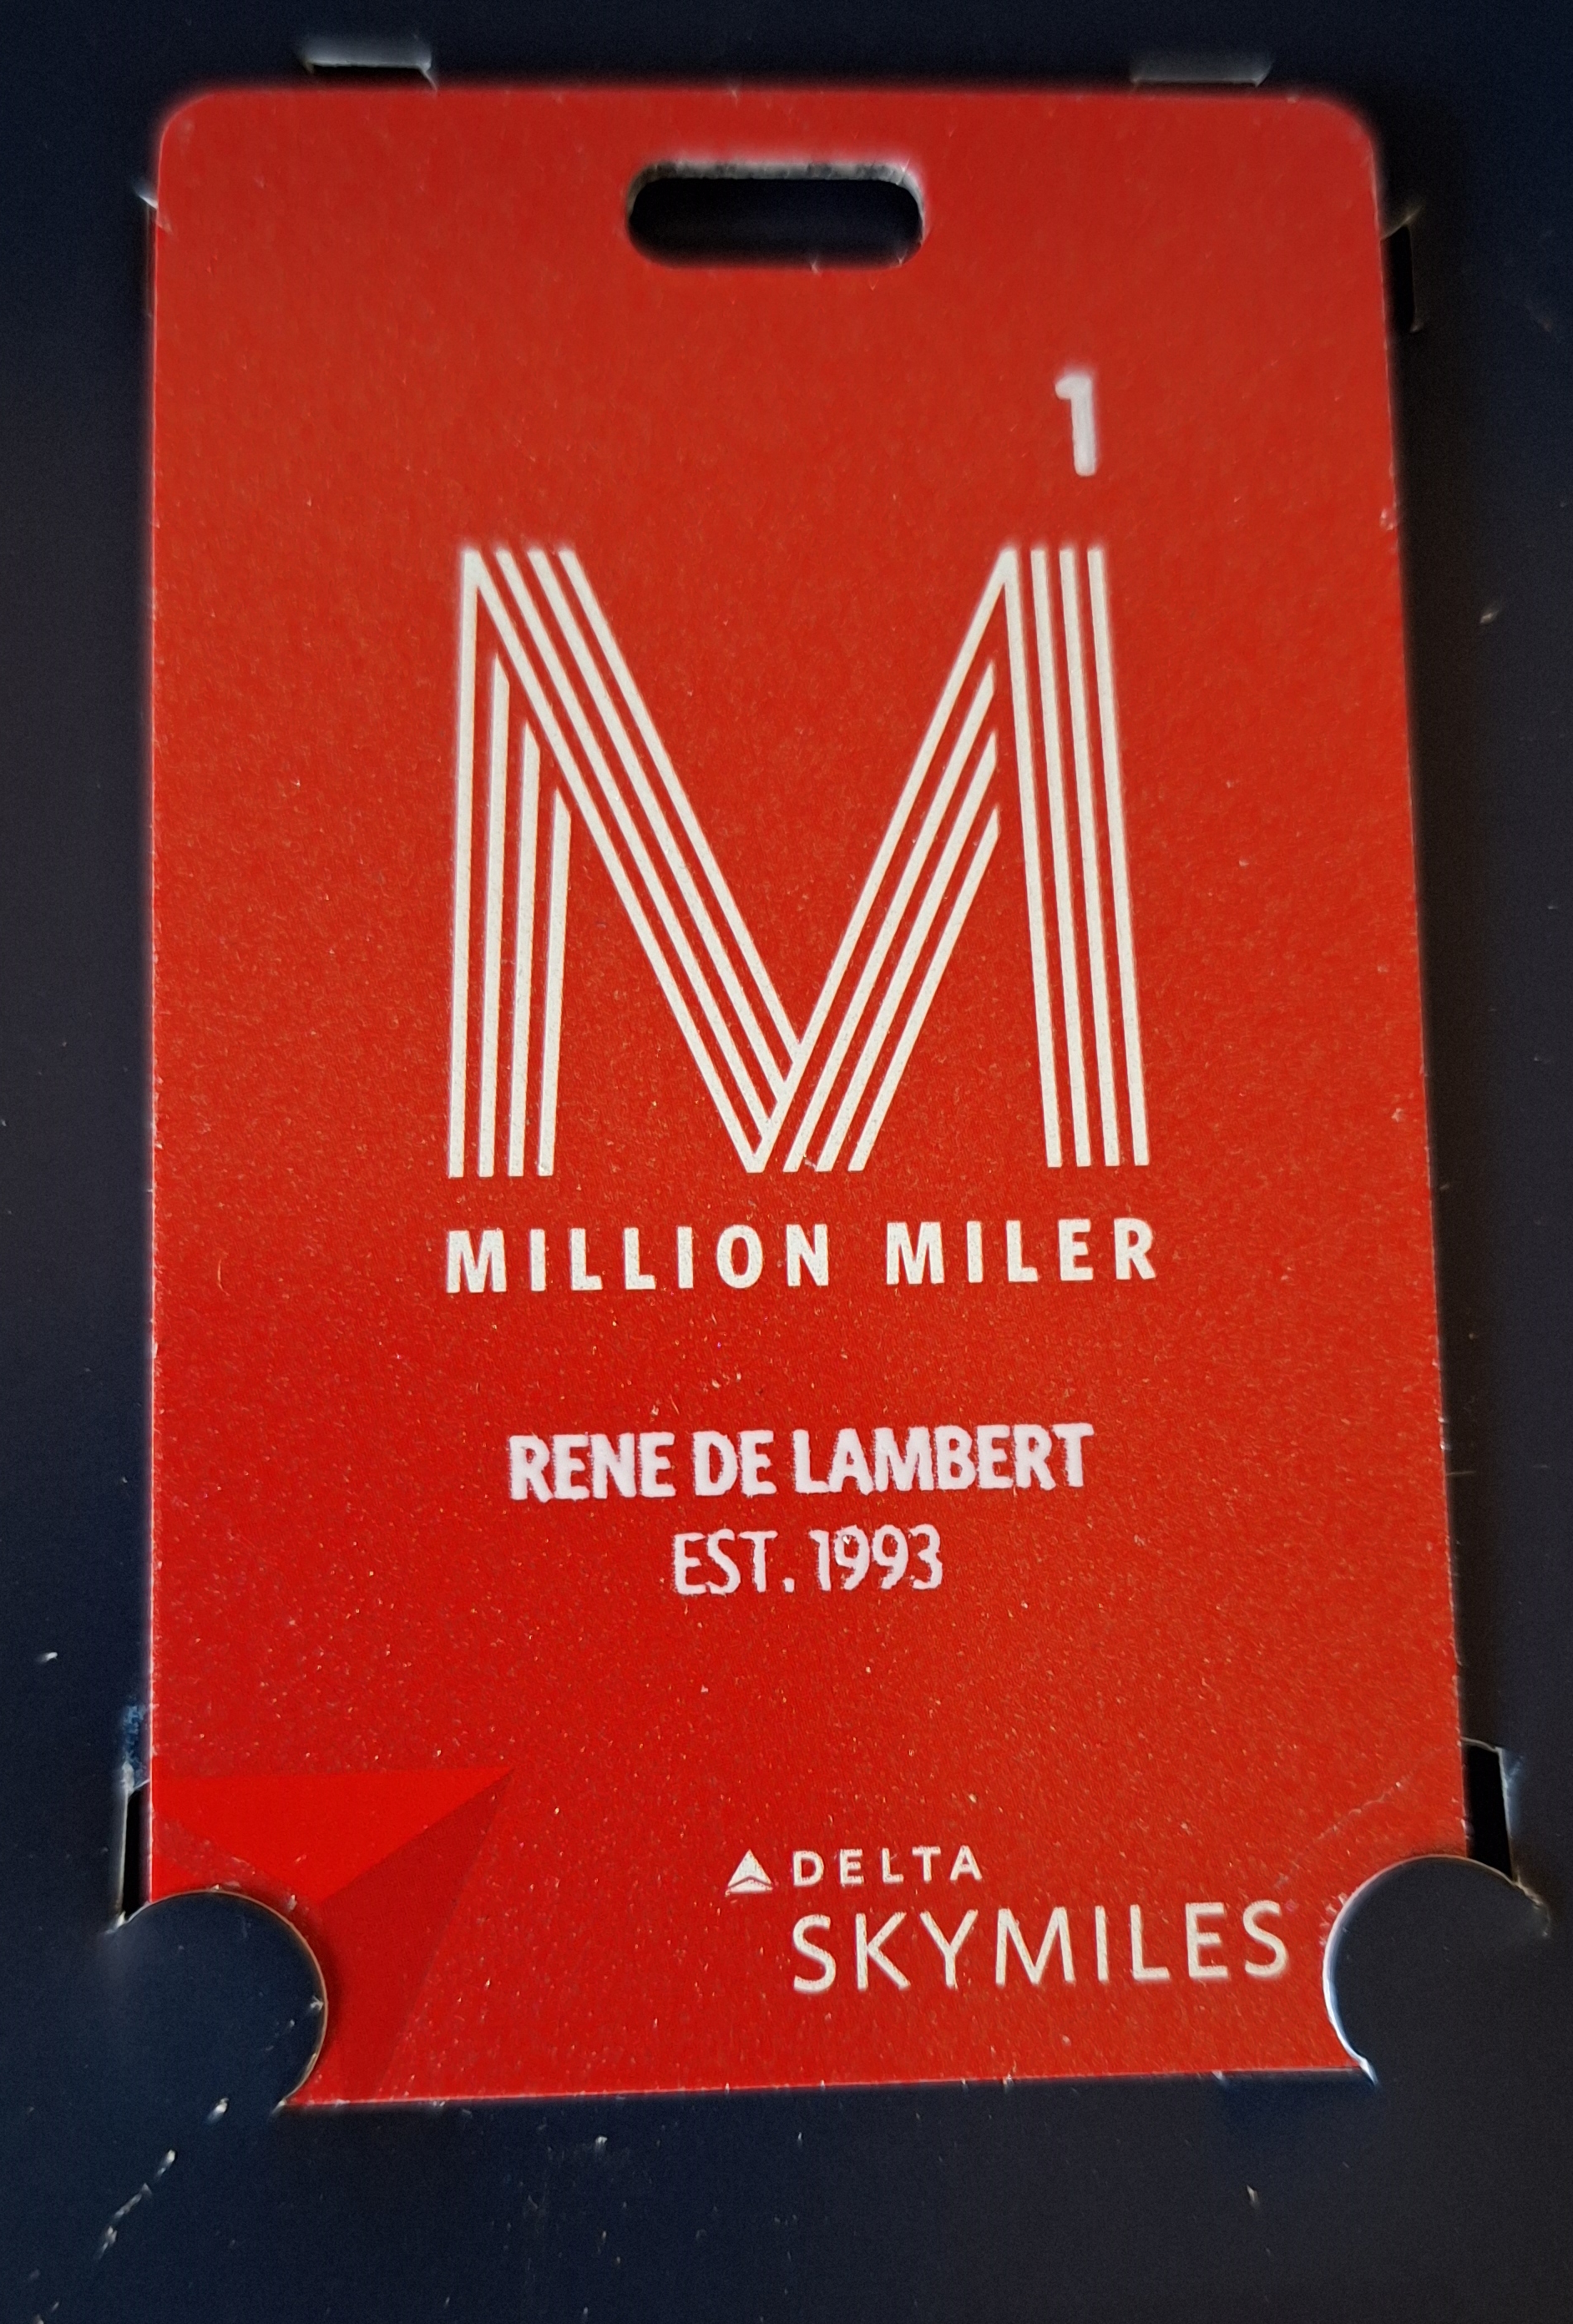 1
M
MILLION MILER
RENE DE LAMBERT
EST. 1993
DELTA
SKYMILES